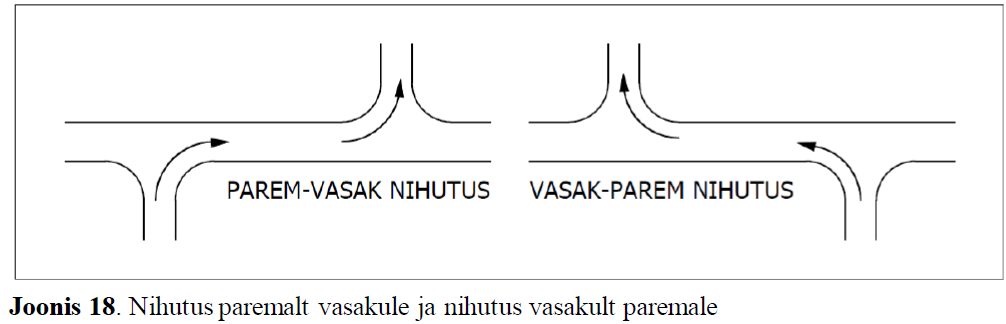 PAREM-VASAK NIHUTUS
VASAK-PAREM NIHUTUS
Joonis 18. Nihutus paremalt vasakule ja nihutus vasakult paremale